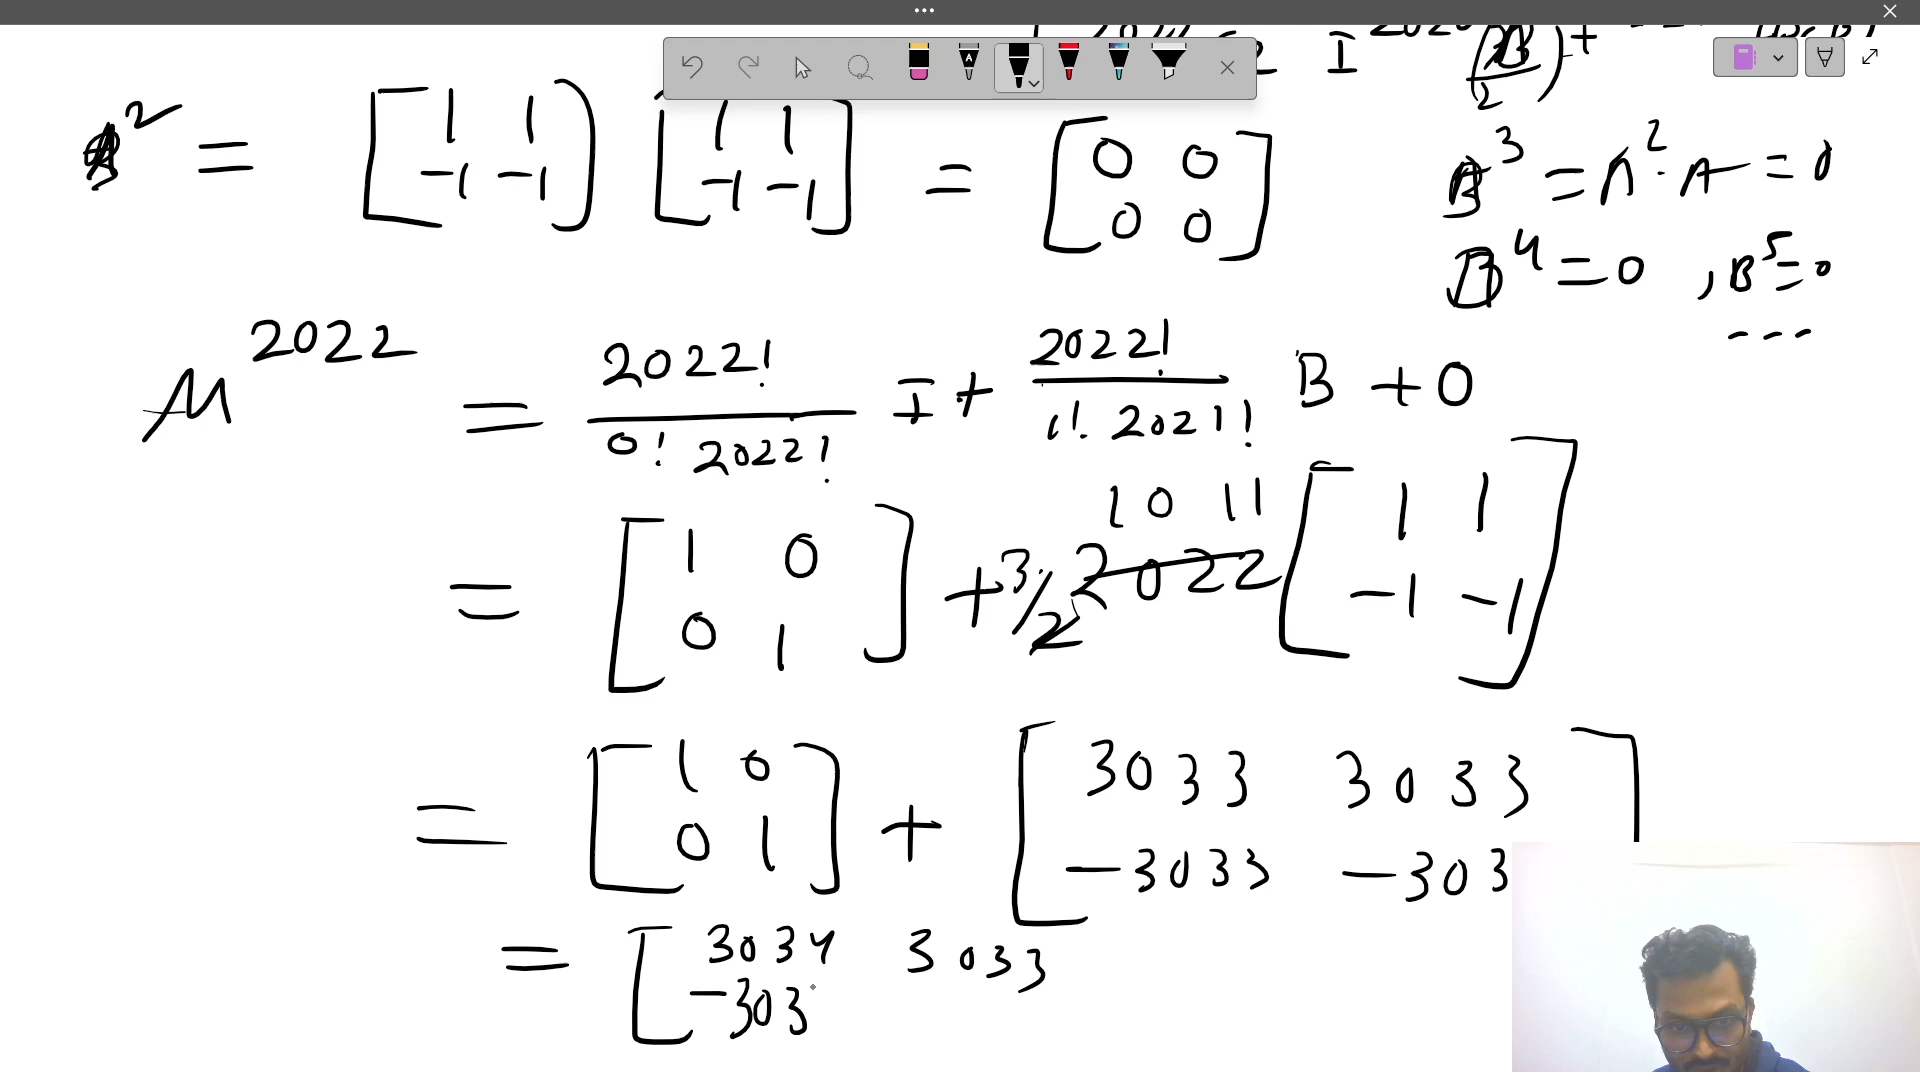 I
B² = [1 1 -1 -1] [1 1 -1 -1] = [0 0 0 0]
B³ = A² · A = 0
B⁴ = 0 , B⁵ = 0
- - -
M²⁰²² = 2022! / 0! 2022! I + 2022! / 1! 2021! B + 0
= [1 0 0 1] + 3/2 2022 1011 [1 1 -1 -1]
= [1 0 0 1] + [3033 3033 -3033 -303
= [3034 3033
-303